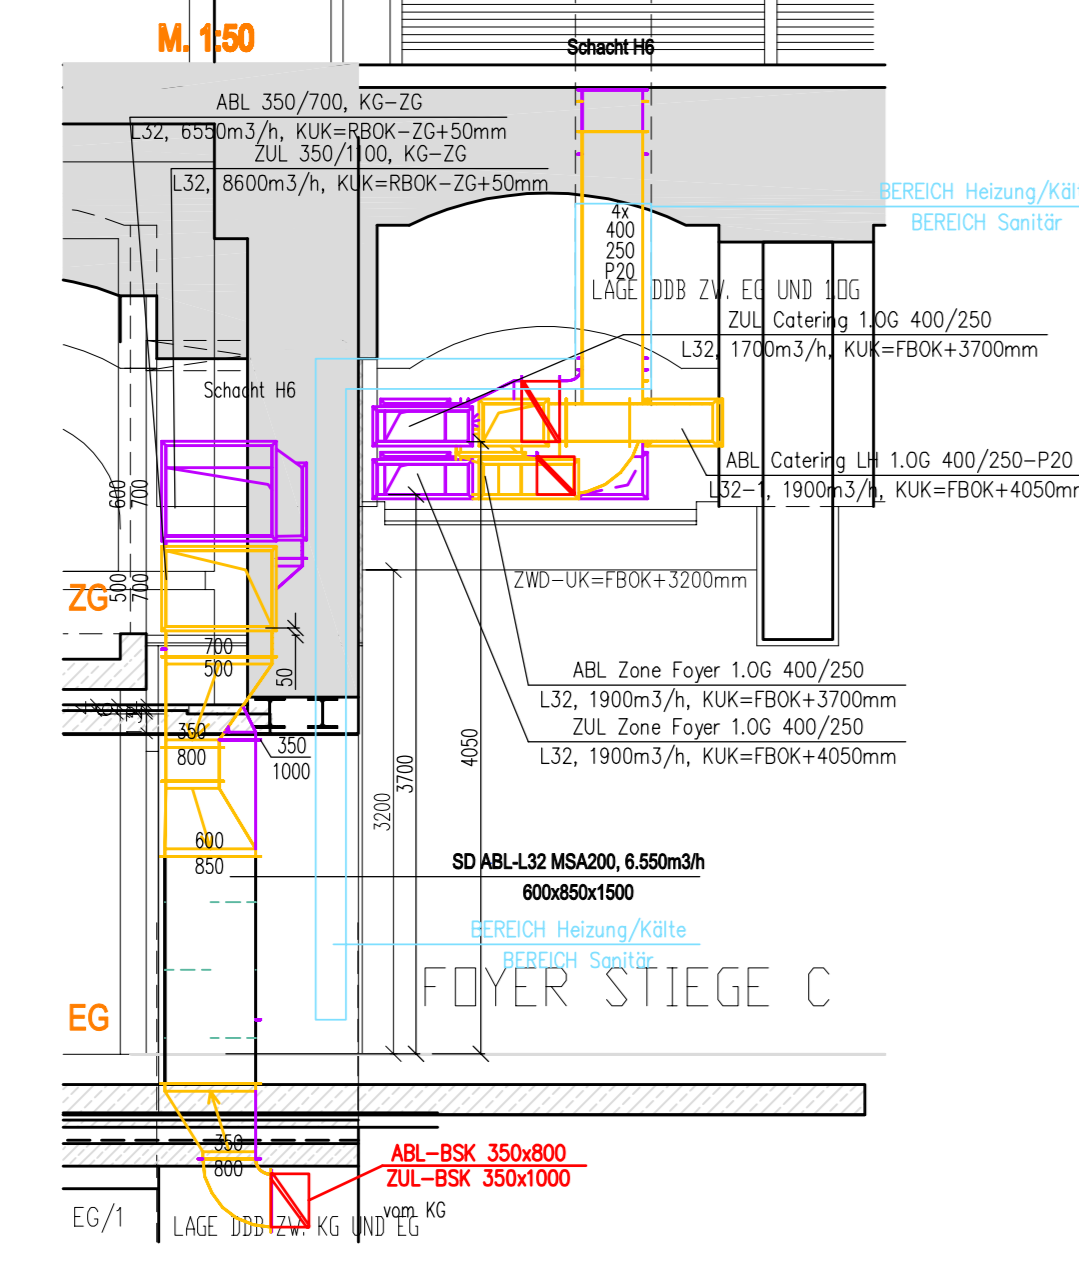 M. 1:50
Schacht H6
ABL 350/700, KG-ZG
L32, 6550m3/h, KUK=RBOK-ZG+50mm
ZUL 350/1100, KG-ZG
L32, 8600m3/h, KUK=RBOK-ZG+50mm
BEREICH Heizung/Käl
BEREICH Sanitär
4x
400
250
P20
LAGE DDB ZW. EG UND 1.OG
ZUL Catering 1.OG 400/250
L32, 1700m3/h, KUK=FBOK+3700mm
Schacht H6
ABL Catering LH 1.OG 400/250-P20
L32-1, 1900m3/h, KUK=FBOK+4050mm
600
700
ZWD-UK=FBOK+3200mm
ZG
500
700
700
500
50
ABL Zone Foyer 1.OG 400/250
L32, 1900m3/h, KUK=FBOK+3700mm
ZUL Zone Foyer 1.OG 400/250
L32, 1900m3/h, KUK=FBOK+4050mm
350
800
350
1000
3200
3700
4050
600
850
SD ABL-L32 MSA200, 6.550m3/h
600x850x1500
BEREICH Heizung/Kälte
BEREICH Sanitär
FOYER STIEGE C
EG
350
800
ABL-BSK 350x800
ZUL-BSK 350x1000
vom KG
EG/1
LAGE DDB ZW. KG UND EG